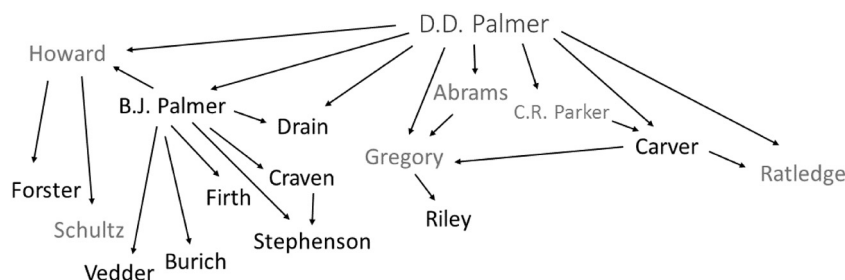 D.D. Palmer
Howard
Abrams
B.J. Palmer
C.R. Parker
Drain
Carver
Gregory
Ratledge
Craven
Forster
Firth
Riley
Schultz
Stephenson
Burich
Vedder